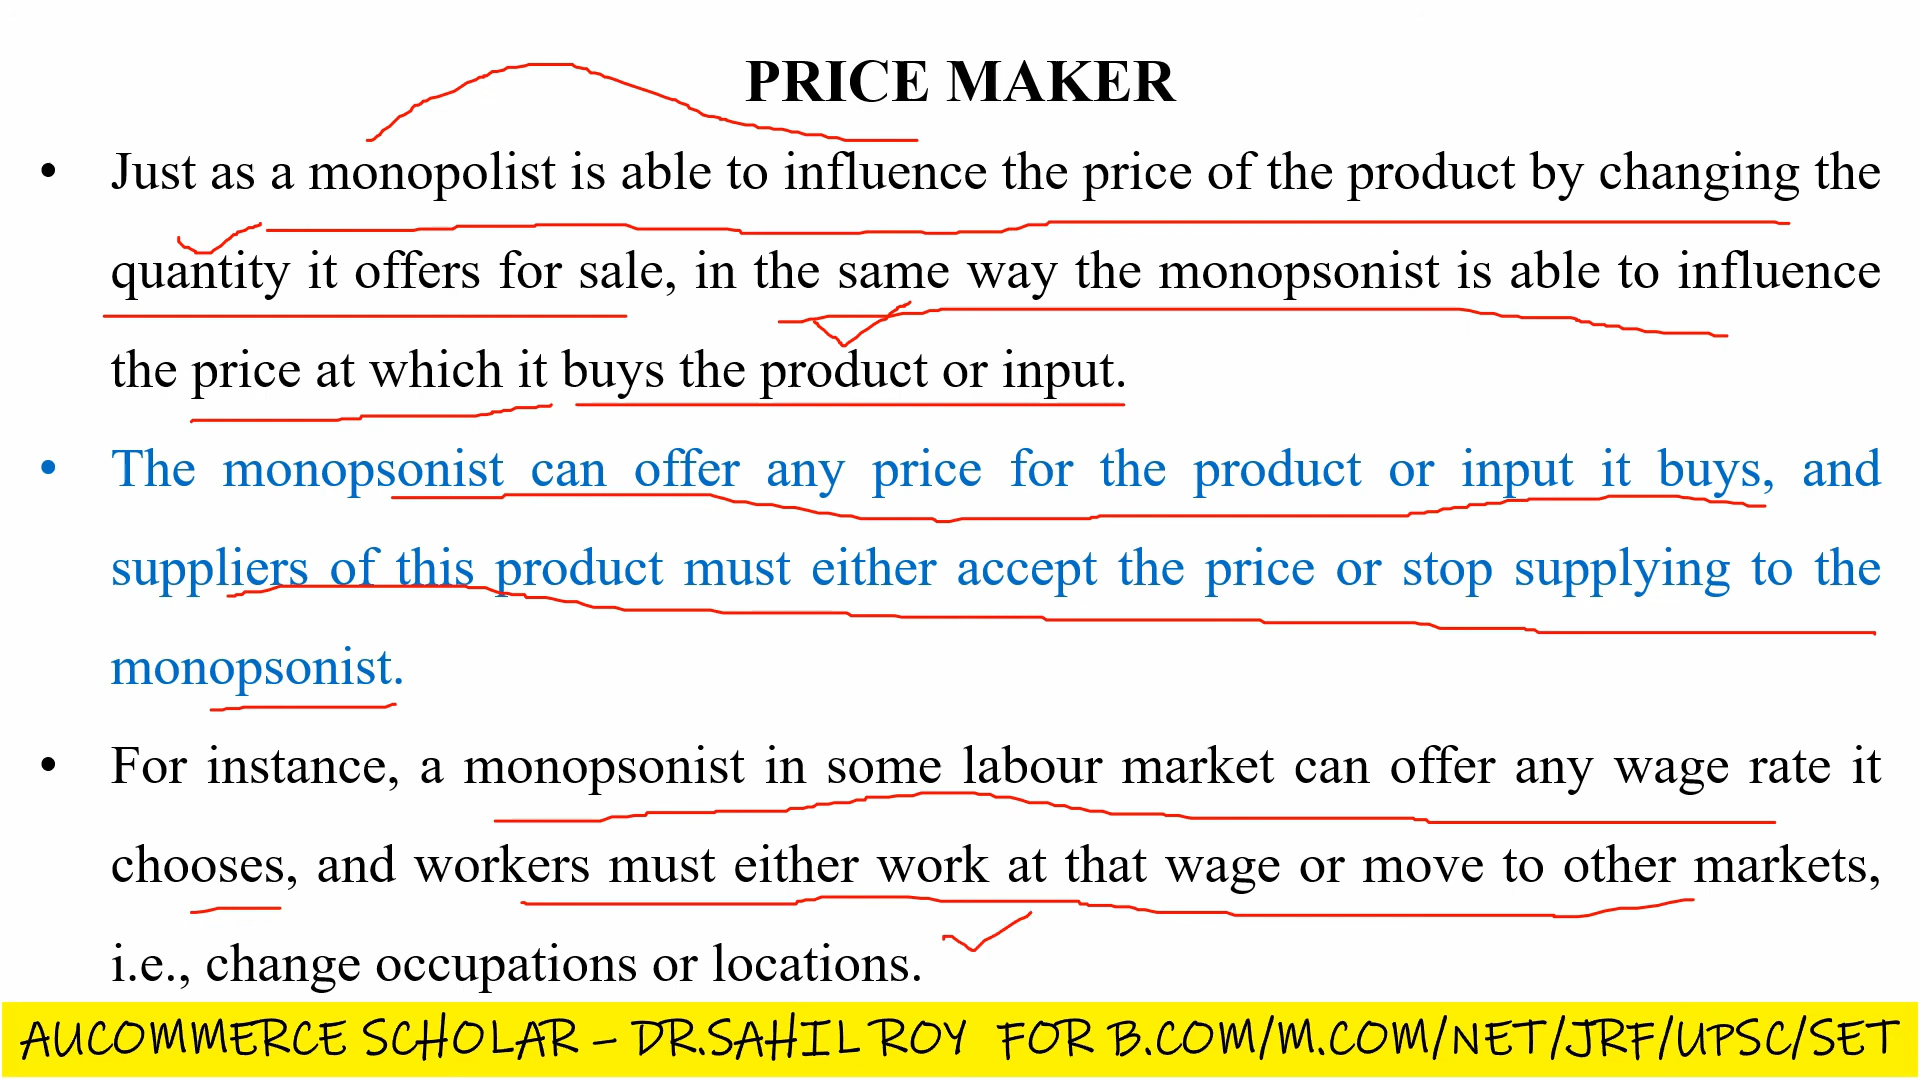 PRICE MAKER
• Just as a monopolist is able to influence the price of the product by changing the
quantity it offers for sale, in the same way the monopsonist is able to influence
the price at which it buys the product or input.
• The monopsonist can offer any price for the product or input it buys, and
suppliers of this product must either accept the price or stop supplying to the
monopsonist.
• For instance, a monopsonist in some labour market can offer any wage rate it
chooses, and workers must either work at that wage or move to other markets,
i.e., change occupations or locations.
AUCOMMERCE SCHOLAR – DR.SAHIL ROY FOR B.COM/M.COM/NET/JRF/UPSC/SET